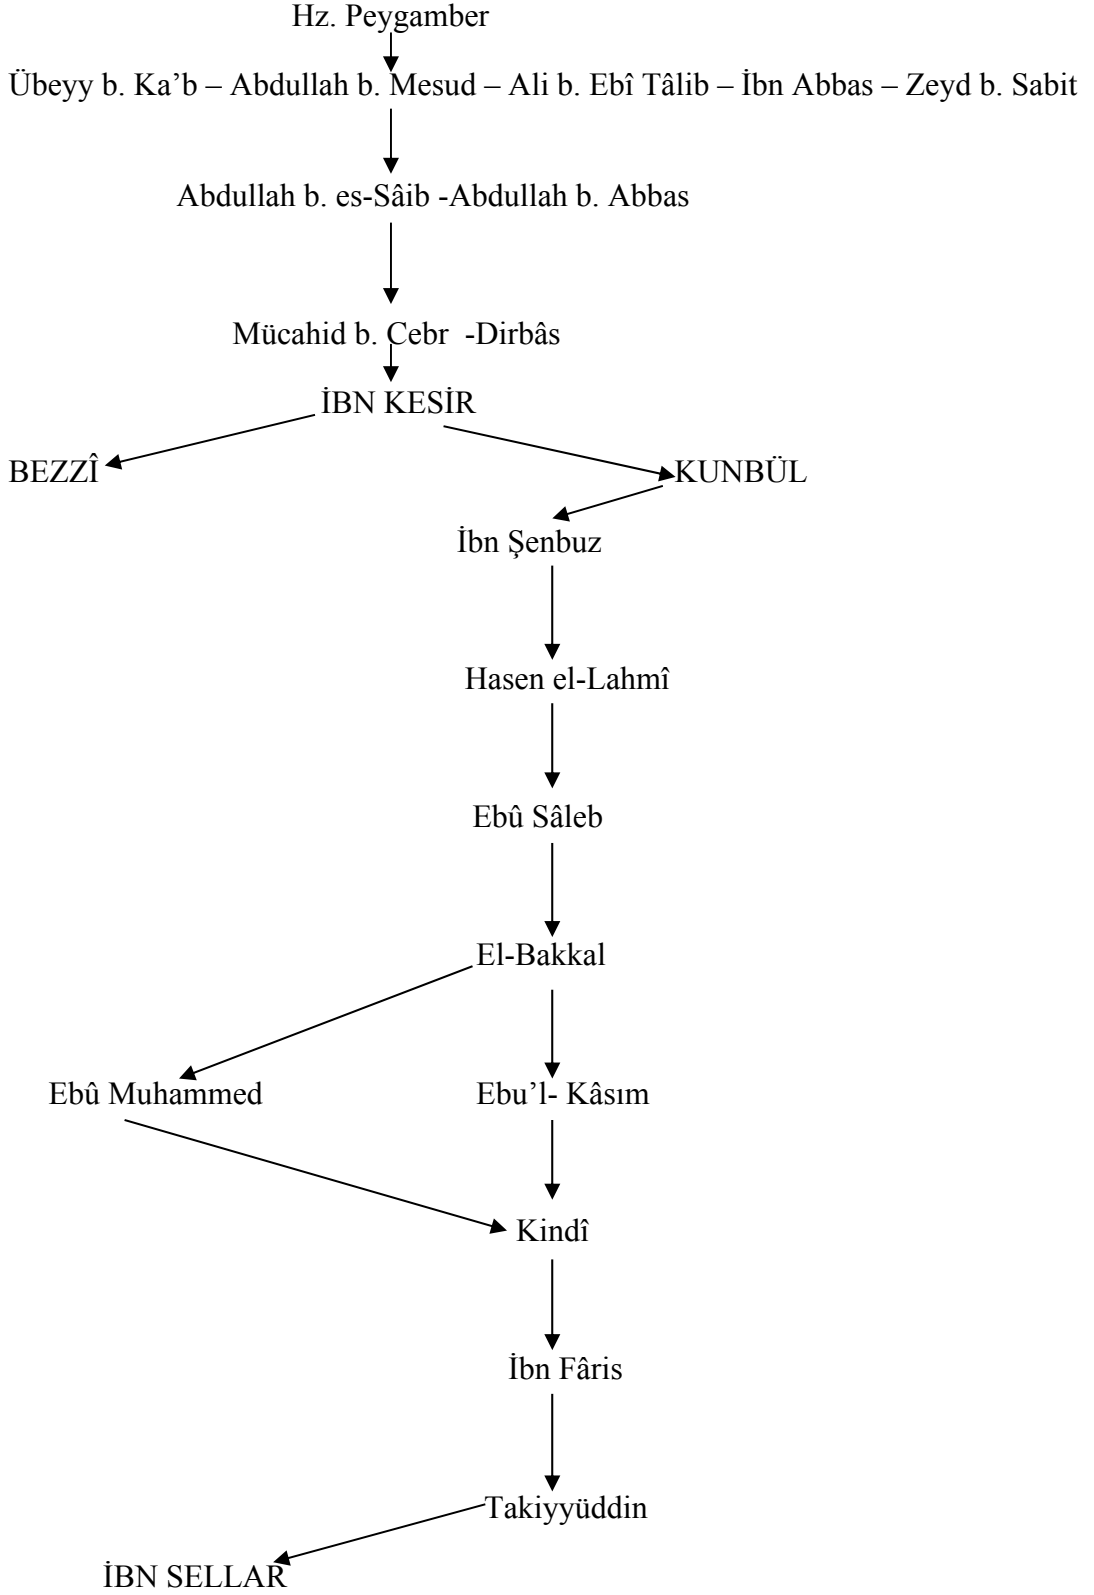 Hz. Peygamber
Übeyy b. Ka’b – Abdullah b. Mesud – Ali b. Ebî Tâlib – İbn Abbas – Zeyd b. Sabit
Abdullah b. es-Sâib -Abdullah b. Abbas
Mücahid b. Cebr -Dirbâs
İBN KESİR
BEZZÎ
KUNBÜL
İbn Şenbuz
Hasen el-Lahmî
Ebû Sâleb
El-Bakkal
Ebû Muhammed
Ebu’l- Kâsım
Kindî
İbn Fâris
Takiyyüddin
İBN SELLAR